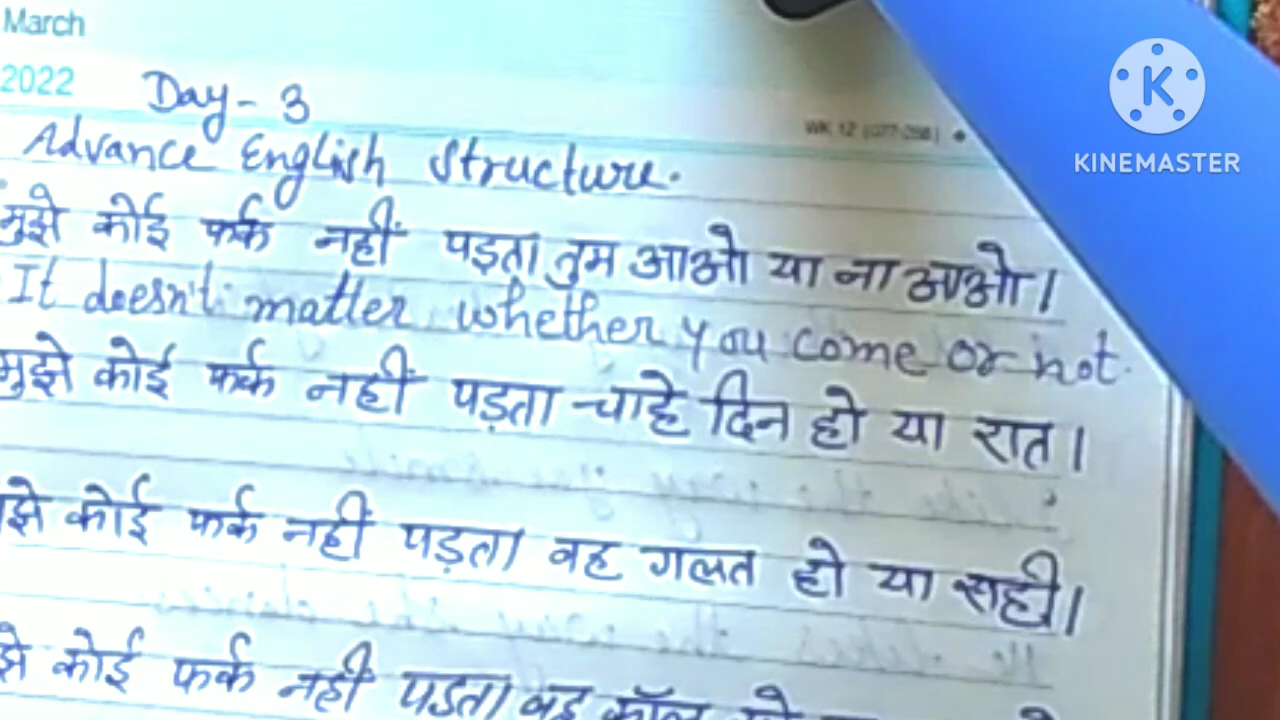 March
2022
Day-3
Advance English Structure.
मुझे कोई फर्क नहीं पड़ता तुम आओ या ना आओ।
It doesn't matter whether you come or not.
मुझे कोई फर्क नहीं पड़ता चाहे दिन हो या रात।
झे कोई फर्क नहीं पड़ता वह गलत हो या सही।
झे कोई फर्क नहीं पड़ता वह कॉल
K
KINEMASTER